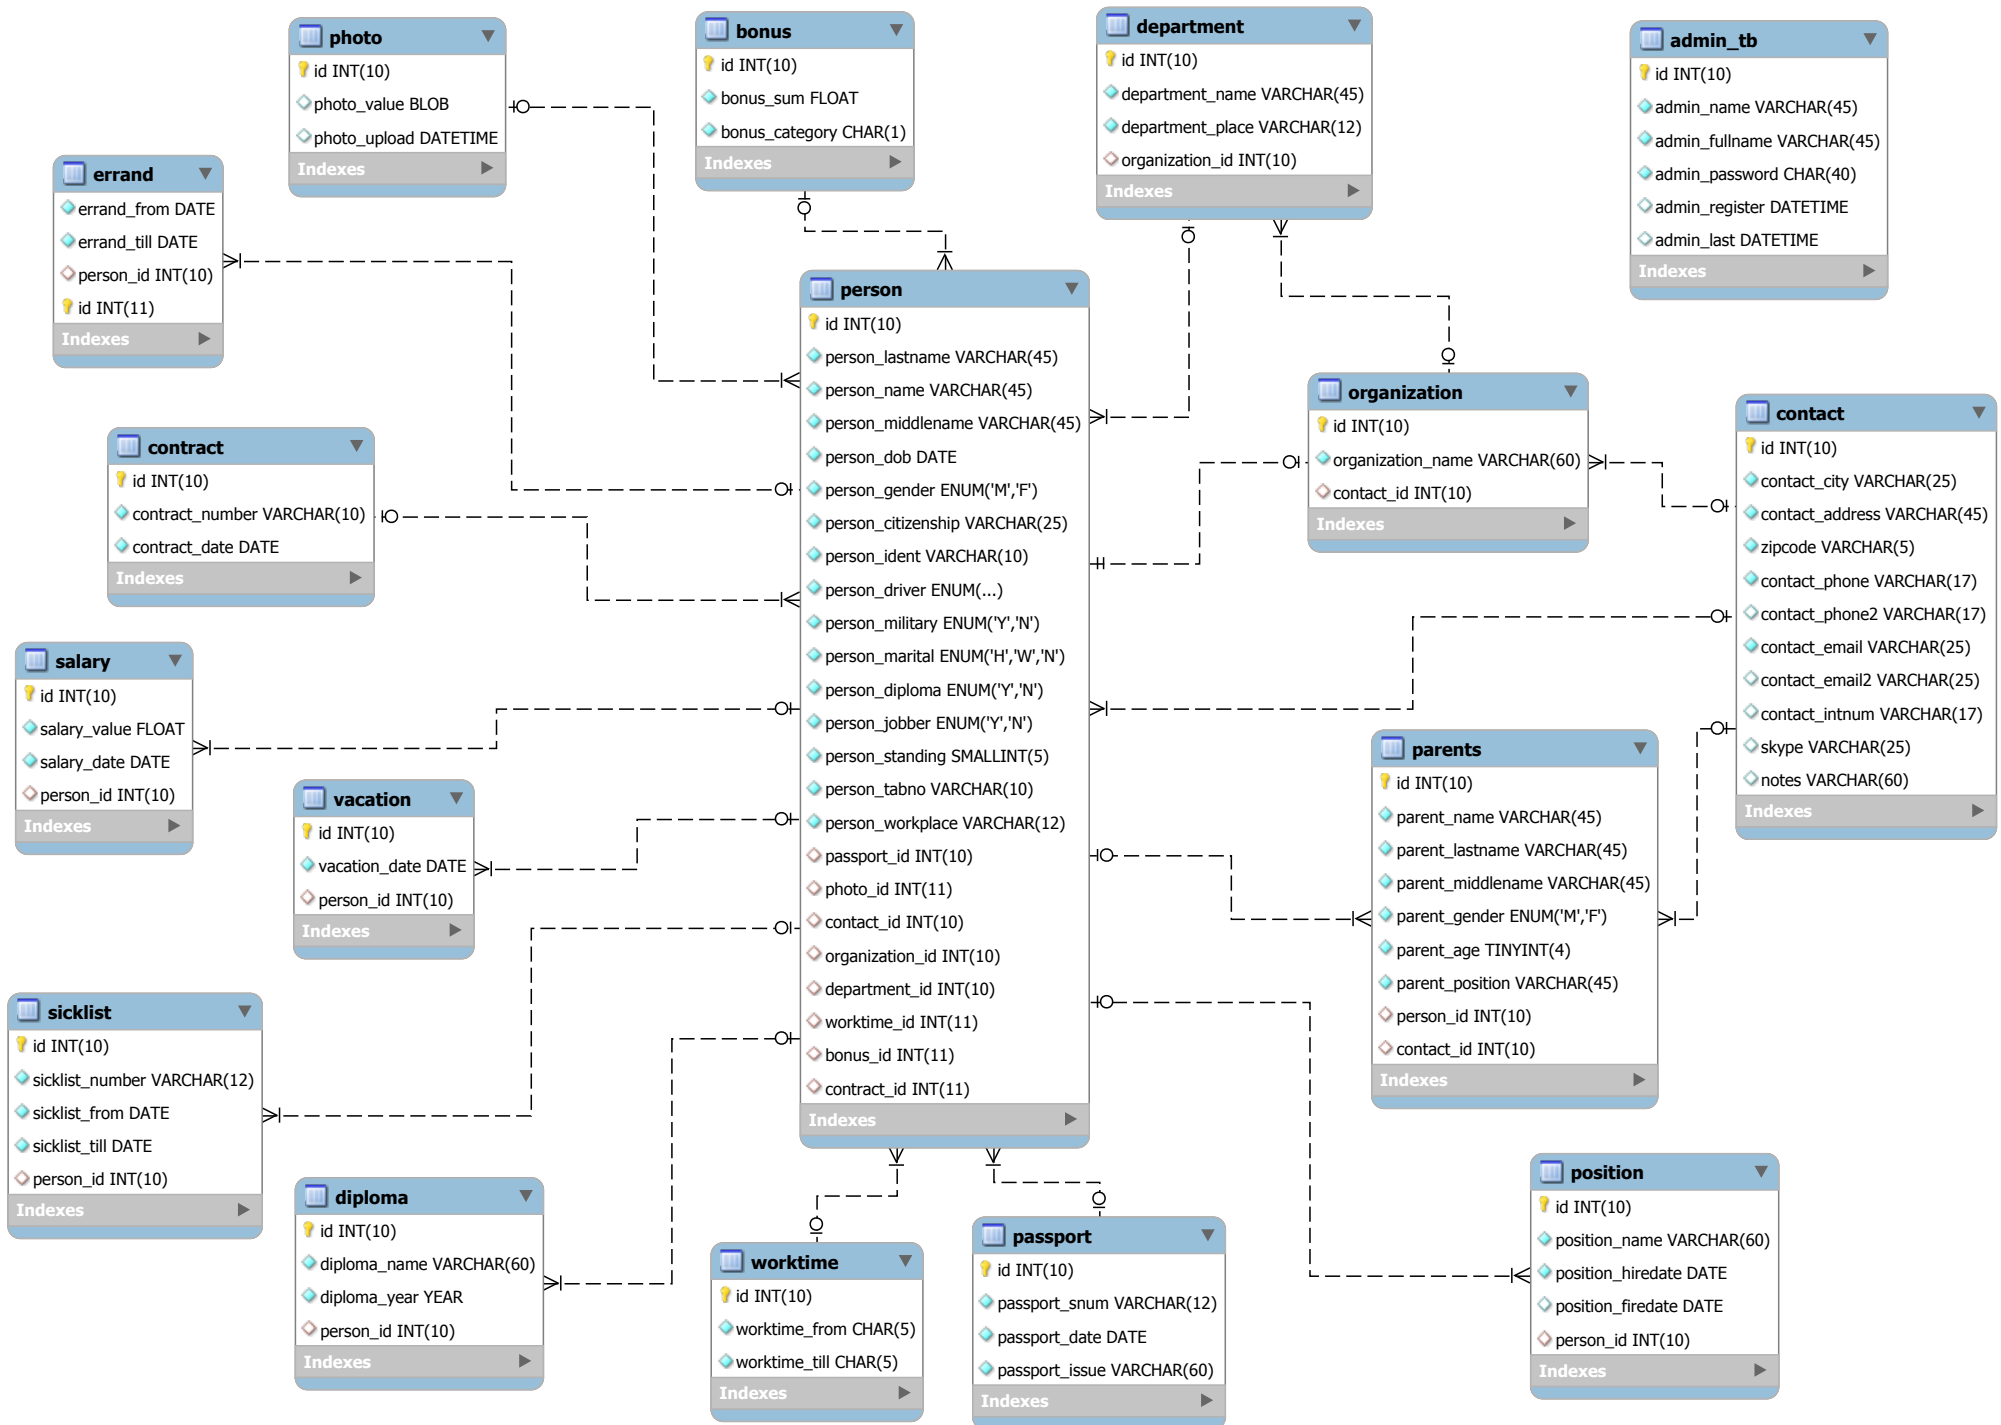 photo
id INT(10)
photo_value BLOB
photo_upload DATETIME
Indexes
bonus
id INT(10)
bonus_sum FLOAT
bonus_category CHAR(1)
Indexes
department
id INT(10)
department_name VARCHAR(45)
department_place VARCHAR(12)
organization_id INT(10)
Indexes
admin_tb
id INT(10)
admin_name VARCHAR(45)
admin_fullname VARCHAR(45)
admin_password CHAR(40)
admin_register DATETIME
admin_last DATETIME
Indexes
errand
errand_from DATE
errand_till DATE
person_id INT(10)
id INT(11)
Indexes
person
id INT(10)
person_lastname VARCHAR(45)
person_name VARCHAR(45)
person_middlename VARCHAR(45)
person_dob DATE
person_gender ENUM('M','F')
person_citizenship VARCHAR(25)
person_ident VARCHAR(10)
person_driver ENUM(...)
person_military ENUM('Y','N')
person_marital ENUM('H','W','N')
person_diploma ENUM('Y','N')
person_jobber ENUM('Y','N')
person_standing SMALLINT(5)
person_tabno VARCHAR(10)
person_workplace VARCHAR(12)
passport_id INT(10)
photo_id INT(11)
contact_id INT(10)
organization_id INT(10)
department_id INT(10)
worktime_id INT(11)
bonus_id INT(11)
contract_id INT(11)
Indexes
organization
id INT(10)
organization_name VARCHAR(60)
contact_id INT(10)
Indexes
contact
id INT(10)
contact_city VARCHAR(25)
contact_address VARCHAR(45)
zipcode VARCHAR(5)
contact_phone VARCHAR(17)
contact_phone2 VARCHAR(17)
contact_email VARCHAR(25)
contact_email2 VARCHAR(25)
contact_intnum VARCHAR(17)
skype VARCHAR(25)
notes VARCHAR(60)
Indexes
contract
id INT(10)
contract_number VARCHAR(10)
contract_date DATE
Indexes
salary
id INT(10)
salary_value FLOAT
salary_date DATE
person_id INT(10)
Indexes
vacation
id INT(10)
vacation_date DATE
person_id INT(10)
Indexes
parents
id INT(10)
parent_name VARCHAR(45)
parent_lastname VARCHAR(45)
parent_middlename VARCHAR(45)
parent_gender ENUM('M','F')
parent_age TINYINT(4)
parent_position VARCHAR(45)
person_id INT(10)
contact_id INT(10)
Indexes
sicklist
id INT(10)
sicklist_number VARCHAR(12)
sicklist_from DATE
sicklist_till DATE
person_id INT(10)
Indexes
diploma
id INT(10)
diploma_name VARCHAR(60)
diploma_year YEAR
person_id INT(10)
Indexes
worktime
id INT(10)
worktime_from CHAR(5)
worktime_till CHAR(5)
Indexes
passport
id INT(10)
passport_snum VARCHAR(12)
passport_date DATE
passport_issue VARCHAR(60)
Indexes
position
id INT(10)
position_name VARCHAR(60)
position_hiredate DATE
position_firedate DATE
person_id INT(10)
Indexes